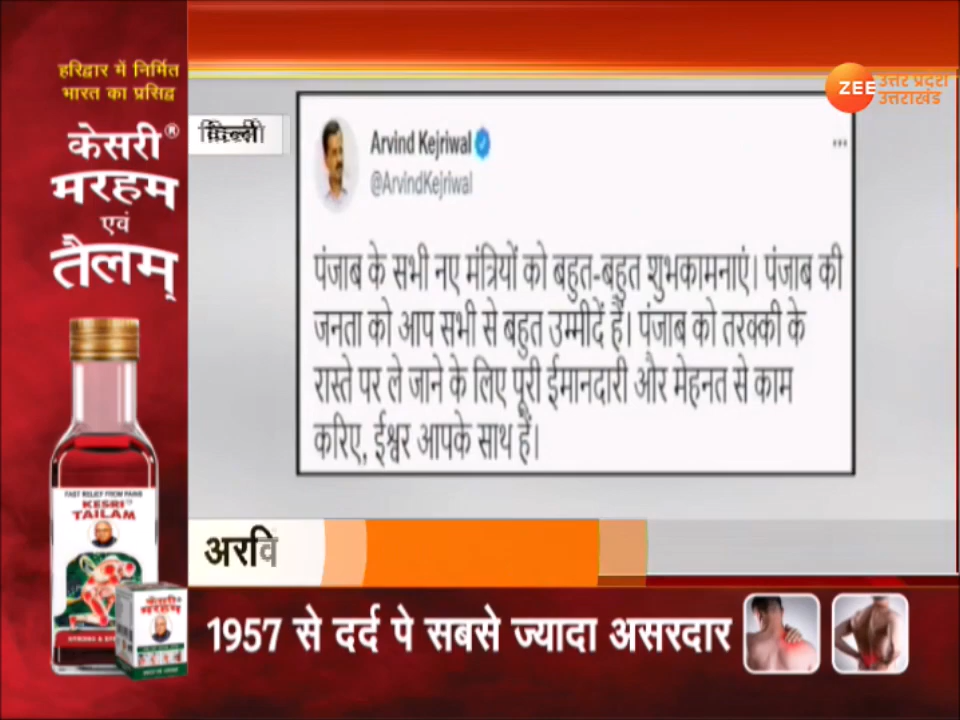 हरिद्वार में निर्मित
भारत का प्रसिद्व
केसरी®
मरहम
एवं
तैलम्
FAST RELIEF FROM PAINS
KESRI
TAILAM
केसरी
मरहम
ZEE
उत्तर प्रदेश
उत्तराखंड
Arvind Kejriwal
@ArvindKejriwal
पंजाब के सभी नए मंत्रियों को बहुत-बहुत शुभकामनाएं। पंजाब की
जनता को आप सभी से बहुत उम्मीदें हैं। पंजाब को तरक्की के
रास्ते पर ले जाने के लिए पूरी ईमानदारी और मेहनत से काम
करिए, ईश्वर आपके साथ हैं।
अरवि
1957 से दर्द पे सबसे ज्यादा असरदार